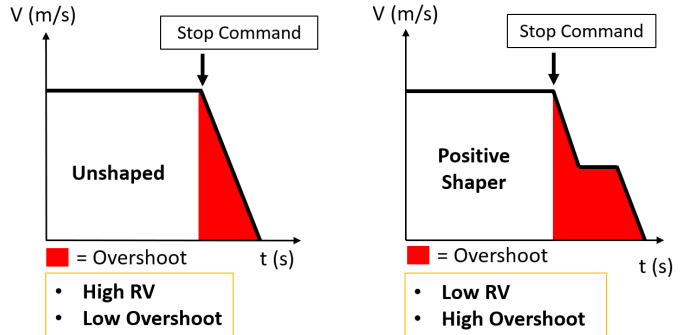 V (m/s)
Stop Command
Unshaped
= Overshoot
t (s)
• High RV
• Low Overshoot
V (m/s)
Stop Command
Positive
Shaper
= Overshoot
t (s)
• Low RV
• High Overshoot